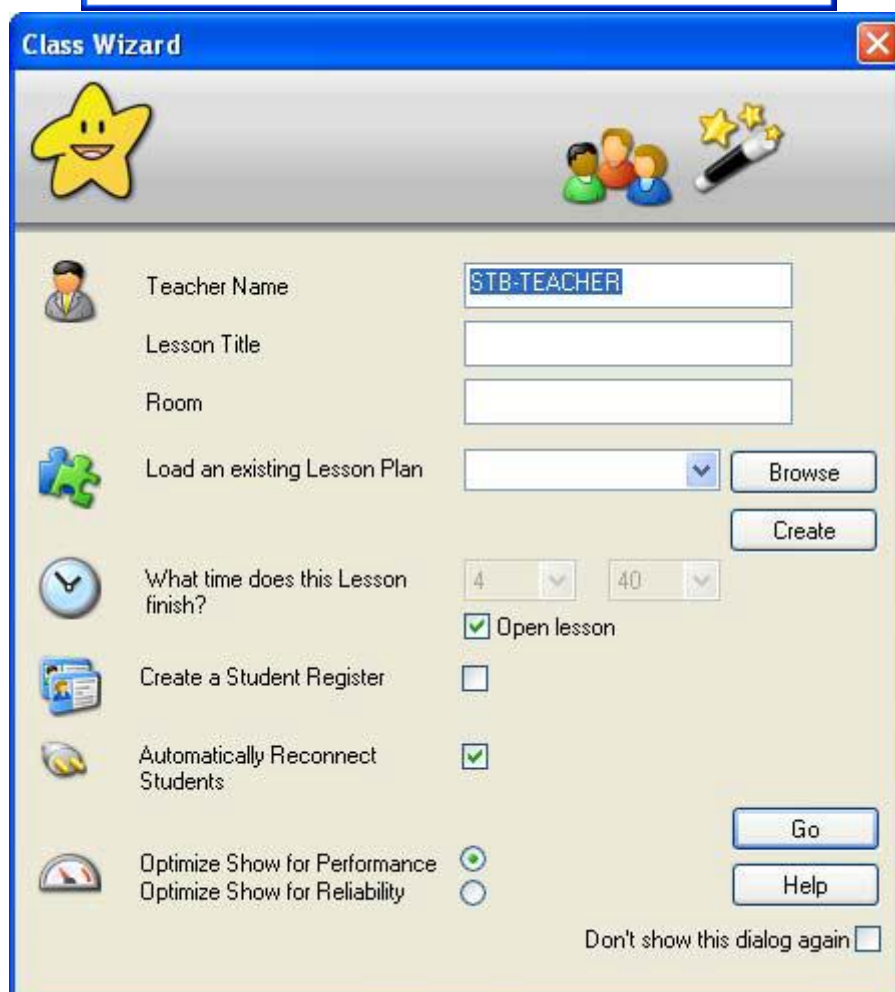 Class Wizard
Teacher Name STB-TEACHER
Lesson Title
Room
Load an existing Lesson Plan Browse
Create
What time does this Lesson
finish?
4 40
Open lesson
Create a Student Register
Automatically Reconnect
Students
Go
Optimize Show for Performance
Optimize Show for Reliability
Help
Don't show this dialog again